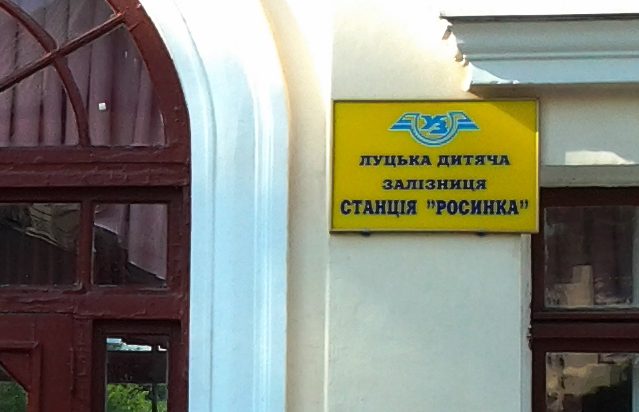 УЗ
ЛУЦЬКА ДИТЯЧА
ЗАЛІЗНИЦЯ
СТАНЦІЯ "РОСИНКА"